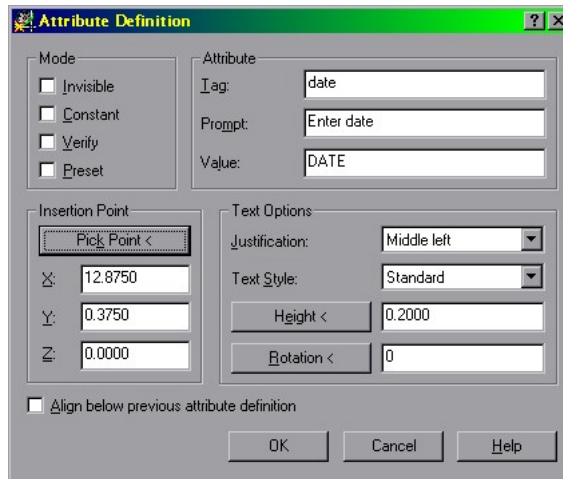 Attribute Definition
Mode
Invisible
Constant
Verify
Preset
Attribute
Tag: date
Prompt: Enter date
Value: DATE
Insertion Point
Pick Point <
X: 12.8750
Y: 0.3750
Z: 0.0000
Text Options
Justification: Middle left
Text Style: Standard
Height < 0.2000
Rotation < 0
Align below previous attribute definition
OK Cancel Help